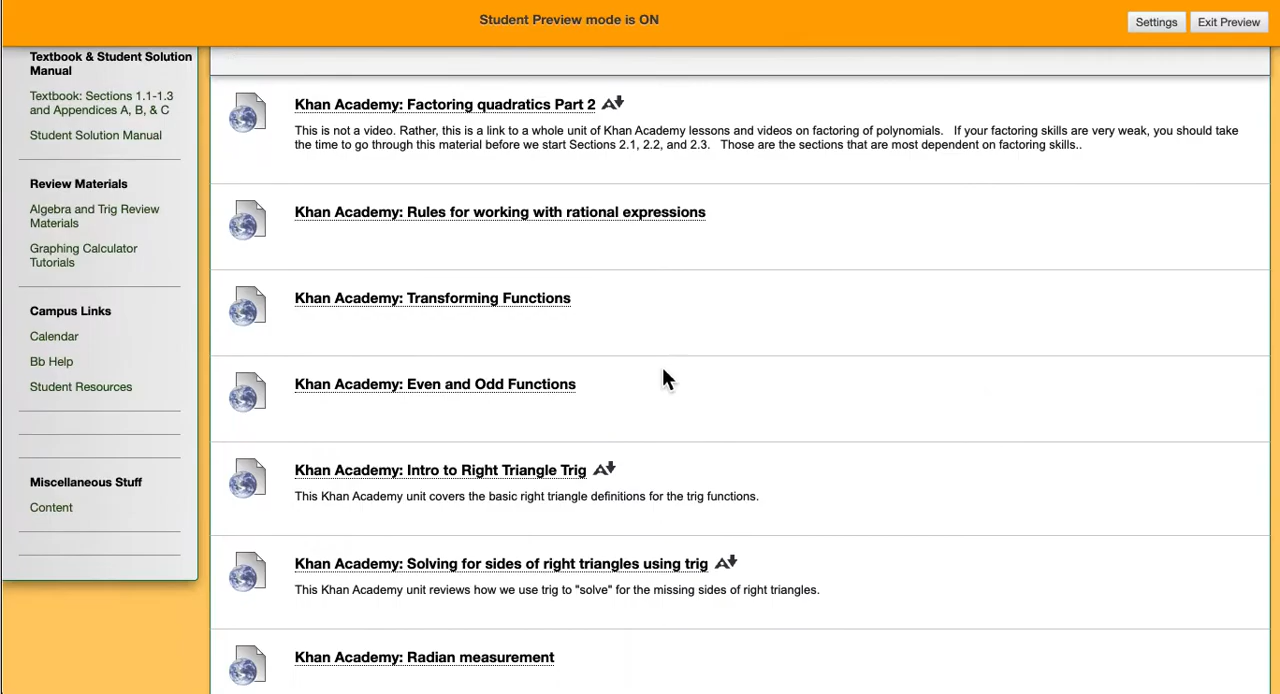 Student Preview mode is ON
Settings
Exit Preview
Textbook & Student Solution
Manual
Textbook: Sections 1.1-1.3
and Appendices A, B, & C
Student Solution Manual
Review Materials
Algebra and Trig Review
Materials
Graphing Calculator
Tutorials
Campus Links
Calendar
Bb Help
Student Resources
Miscellaneous Stuff
Content
Khan Academy: Factoring quadratics Part 2
This is not a video. Rather, this is a link to a whole unit of Khan Academy lessons and videos on factoring of polynomials. If your factoring skills are very weak, you should take
the time to go through this material before we start Sections 2.1, 2.2, and 2.3. Those are the sections that are most dependent on factoring skills..
Khan Academy: Rules for working with rational expressions
Khan Academy: Transforming Functions
Khan Academy: Even and Odd Functions
Khan Academy: Intro to Right Triangle Trig
This Khan Academy unit covers the basic right triangle definitions for the trig functions.
Khan Academy: Solving for sides of right triangles using trig
This Khan Academy unit reviews how we use trig to "solve" for the missing sides of right triangles.
Khan Academy: Radian measurement